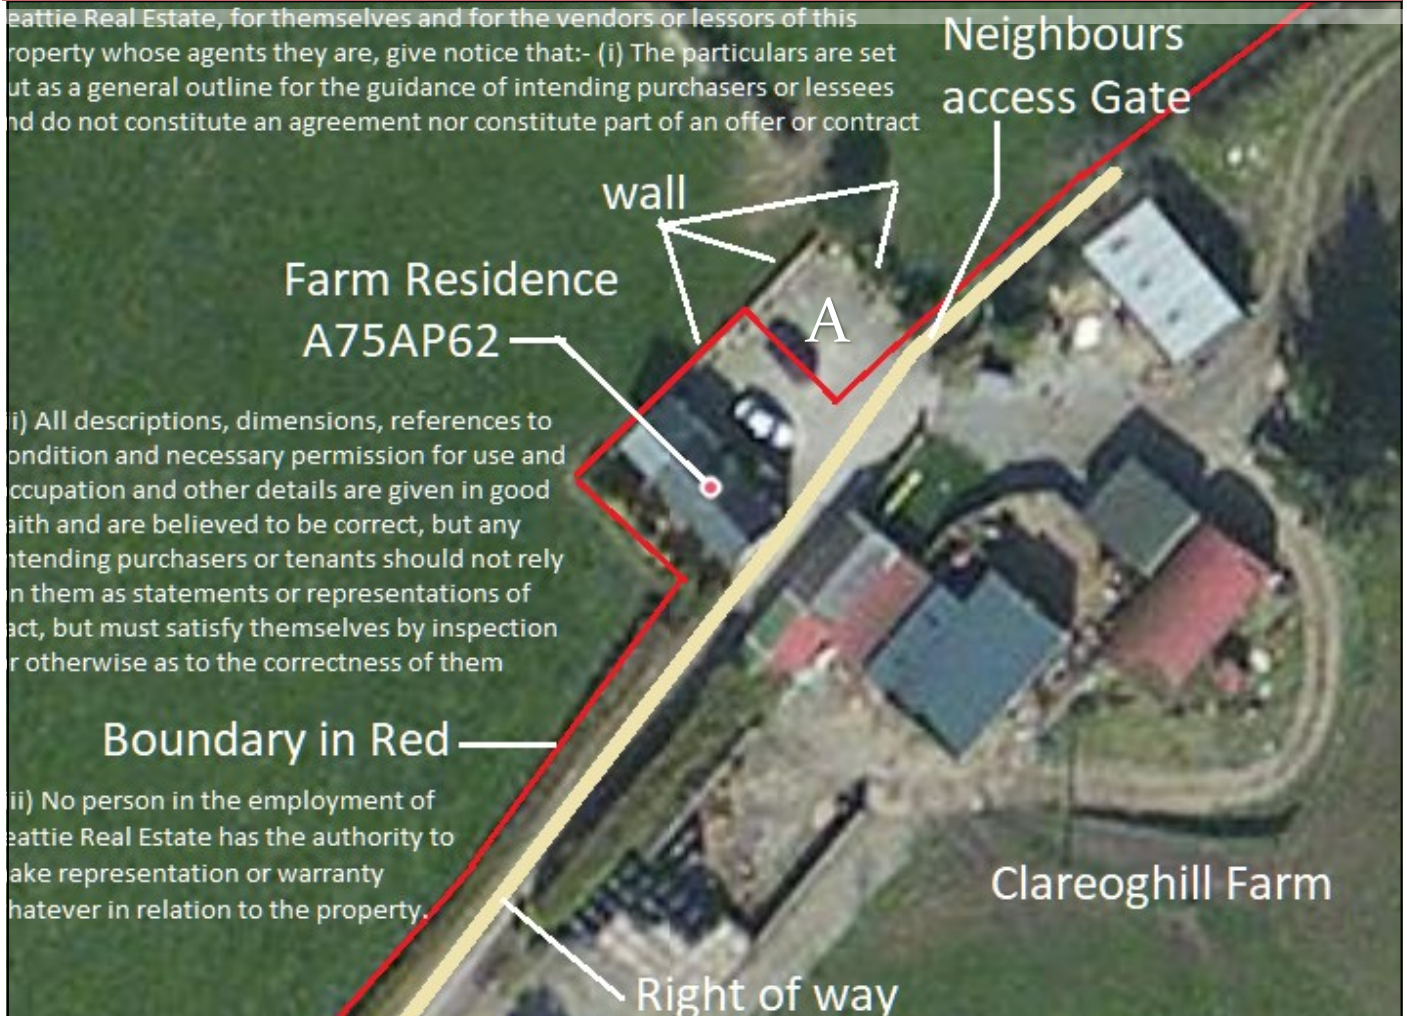 eattie Real Estate, for themselves and for the vendors or lessors of this
roperty whose agents they are, give notice that:- (i) The particulars are set
ut as a general outline for the guidance of intending purchasers or lessees
nd do not constitute an agreement nor constitute part of an offer or contract
Neighbours
access Gate
wall
A
Farm Residence
A75AP62
ii) All descriptions, dimensions, references to
ondition and necessary permission for use and
ccupation and other details are given in good
aith and are believed to be correct, but any
ntending purchasers or tenants should not rely
n them as statements or representations of
act, but must satisfy themselves by inspection
r otherwise as to the correctness of them
Boundary in Red
iii) No person in the employment of
eattie Real Estate has the authority to
ake representation or warranty
hatever in relation to the property.
Clareoghill Farm
Right of way